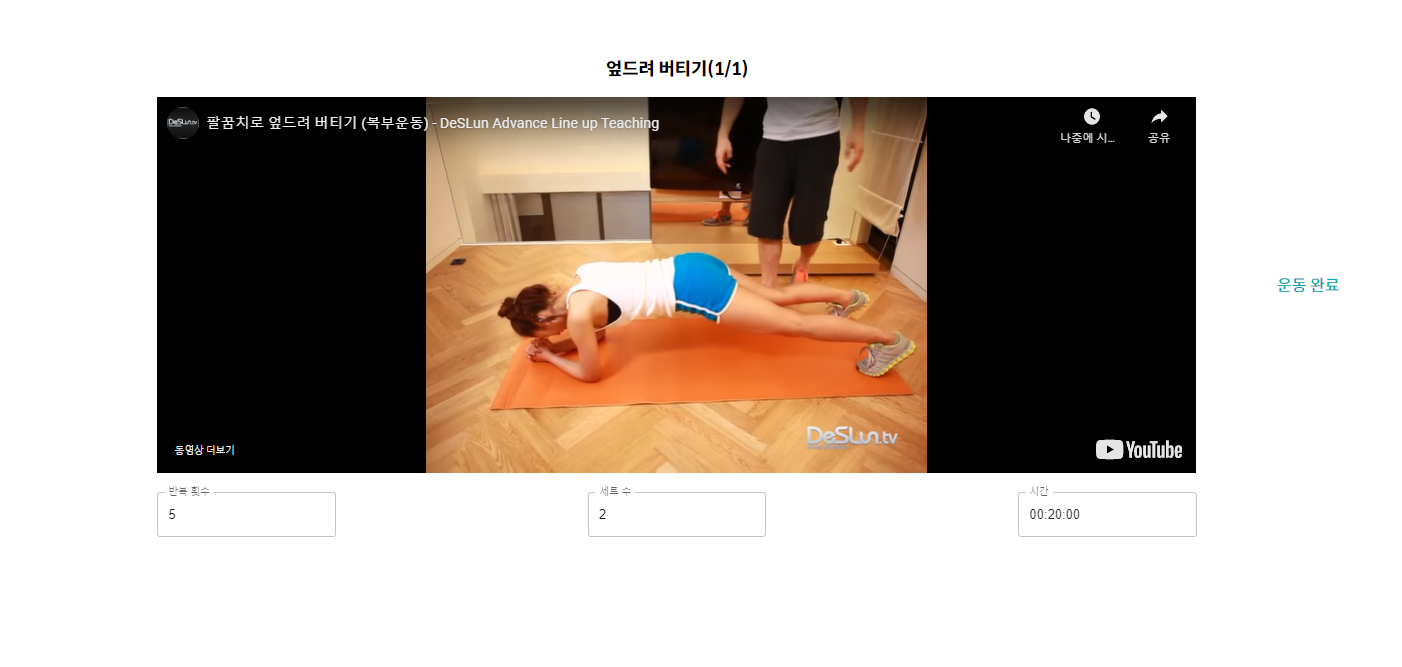 엎드려 버티기(1/1)
DeSLun.tv
팔꿈치로 엎드려 버티기 (복부운동) - DeSLun Advance Line up Teaching
나중에 시...
공유
운동 완료
DeSLun.tv
동영상 더보기
YouTube
반복 횟수
5
세트 수
2
시간
00:20:00